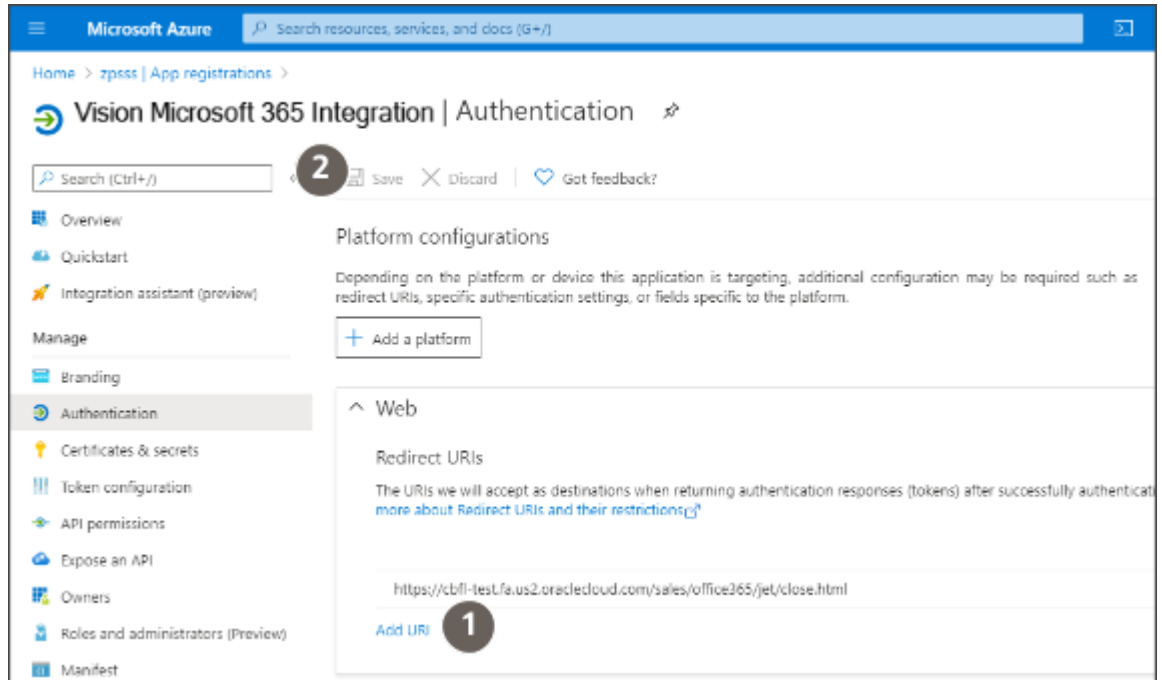 Microsoft Azure
Search resources, services, and docs (G+/)
Home > zpsss | App registrations >
Vision Microsoft 365 Integration | Authentication
Search (Ctrl+/)
2
Save
Discard
Got feedback?
Overview
Quickstart
Integration assistant (preview)
Manage
Branding
Authentication
Certificates & secrets
Token configuration
API permissions
Expose an API
Owners
Roles and administrators (Preview)
Manifest
Platform configurations
Depending on the platform or device this application is targeting, additional configuration may be required such as
redirect URIs, specific authentication settings, or fields specific to the platform.
+ Add a platform
Web
Redirect URIs
The URIs we will accept as destinations when returning authentication responses (tokens) after successfully authenticati
more about Redirect URIs and their restrictions
https://cbfl-test.fa.us2.oraclecloud.com/sales/office365/jet/close.html
Add URI
1